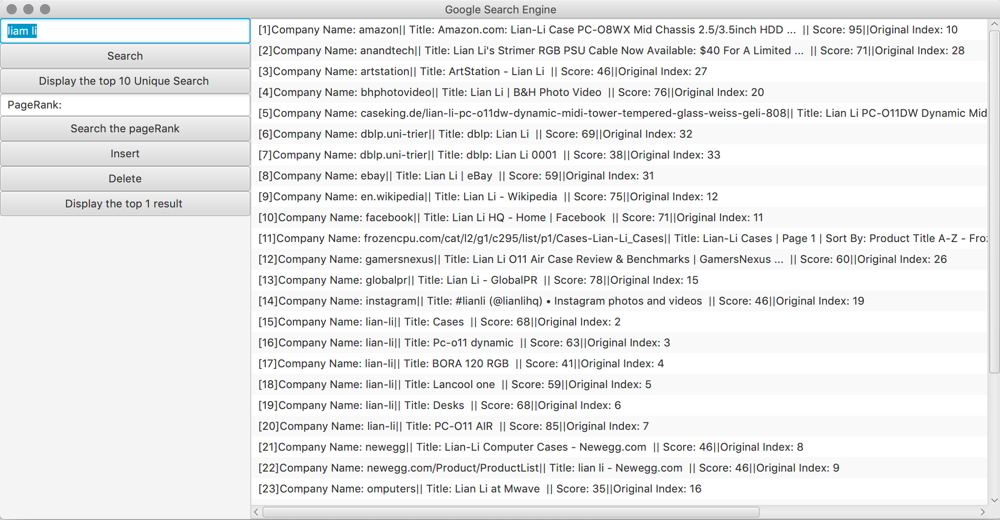 Google Search Engine
liam li
Search
Display the top 10 Unique Search
PageRank:
Search the pageRank
Insert
Delete
Display the top 1 result
[1]Company Name: amazon|| Title: Amazon.com: Lian-Li Case PC-O8WX Mid Chassis 2.5/3.5inch HDD ... || Score: 95||Original Index: 10
[2]Company Name: anandtech|| Title: Lian Li's Strimer RGB PSU Cable Now Available: $40 For A Limited ... || Score: 71||Original Index: 28
[3]Company Name: artstation|| Title: ArtStation - Lian Li || Score: 46||Original Index: 27
[4]Company Name: bhphotovideo|| Title: Lian Li | B&H Photo Video || Score: 76||Original Index: 20
[5]Company Name: caseking.de/lian-li-pc-o11dw-dynamic-midi-tower-tempered-glass-weiss-geli-808|| Title: Lian Li PC-O11DW Dynamic Mid
[6]Company Name: dblp.uni-trier|| Title: dblp: Lian Li || Score: 69||Original Index: 32
[7]Company Name: dblp.uni-trier|| Title: dblp: Lian Li 0001 || Score: 38||Original Index: 33
[8]Company Name: ebay|| Title: Lian Li | eBay || Score: 59||Original Index: 31
[9]Company Name: en.wikipedia|| Title: Lian Li - Wikipedia || Score: 75||Original Index: 12
[10]Company Name: facebook|| Title: Lian Li HQ - Home | Facebook || Score: 71||Original Index: 11
[11]Company Name: frozencpu.com/cat/l2/g1/c295/list/p1/Cases-Lian-Li_Cases|| Title: Lian-Li Cases | Page 1 | Sort By: Product Title A-Z - Fro
[12]Company Name: gamersnexus|| Title: Lian Li O11 Air Case Review & Benchmarks | GamersNexus ... || Score: 60||Original Index: 26
[13]Company Name: globalpr|| Title: Lian Li - GlobalPR || Score: 78||Original Index: 15
[14]Company Name: instagram|| Title: #lianli (@lianlihq) • Instagram photos and videos || Score: 46||Original Index: 19
[15]Company Name: lian-li|| Title: Cases || Score: 68||Original Index: 2
[16]Company Name: lian-li|| Title: Pc-o11 dynamic || Score: 63||Original Index: 3
[17]Company Name: lian-li|| Title: BORA 120 RGB || Score: 41||Original Index: 4
[18]Company Name: lian-li|| Title: Lancool one || Score: 59||Original Index: 5
[19]Company Name: lian-li|| Title: Desks || Score: 68||Original Index: 6
[20]Company Name: lian-li|| Title: PC-O11 AIR || Score: 85||Original Index: 7
[21]Company Name: newegg|| Title: Lian-Li Computer Cases - Newegg.com || Score: 46||Original Index: 8
[22]Company Name: newegg.com/Product/ProductList|| Title: lian li - Newegg.com || Score: 46||Original Index: 9
[23]Company Name: omputers|| Title: Lian Li at Mwave || Score: 35||Original Index: 16